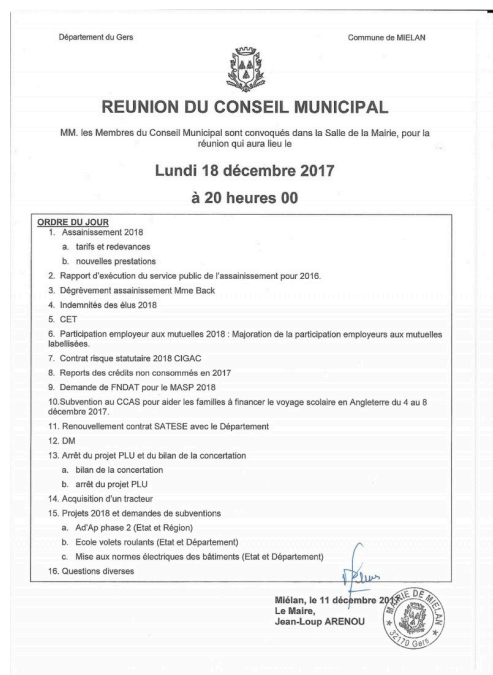 Département du Gers
Commune de MIELAN
REUNION DU CONSEIL MUNICIPAL
MM. les Membres du Conseil Municipal sont convoqués dans la Salle de la Mairie, pour la
réunion qui aura lieu le
Lundi 18 décembre 2017
à 20 heures 00
ORDRE DU JOUR
1. Assainissement 2018
a. tarifs et redevances
b. nouvelles prestations
2. Rapport d'exécution du service public de l'assainissement pour 2016.
3. Dégrèvement assainissement Mme Back
4. Indemnités des élus 2018
5. CET
6. Participation employeur aux mutuelles 2018 : Majoration de la participation employeurs aux mutuelles
labellisées.
7. Contrat risque statutaire 2018 CIGAC
8. Reports des crédits non consommés en 2017
9. Demande de FNDAT pour le MASP 2018
10.Subvention au CCAS pour aider les familles à financer le voyage scolaire en Angleterre du 4 au 8
décembre 2017.
11. Renouvellement contrat SATESE avec le Département
12. DM
13. Arrêt du projet PLU et du bilan de la concertation
a. bilan de la concertation
b. arrêt du projet PLU
14. Acquisition d'un tracteur
15. Projets 2018 et demandes de subventions
a. Ad'Ap phase 2 (Etat et Région)
b. Ecole volets roulants (Etat et Département)
c. Mise aux normes électriques des bâtiments (Etat et Département)
16. Questions diverses
Miélan, le 11 décembre 2017
Le Maire,
Jean-Loup ARENOU
MAIRIE DE MIELAN
32170 Gers